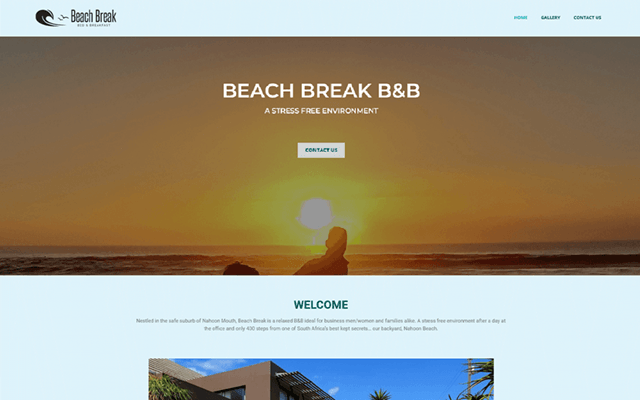 Beach Break
BED & BREAKFAST
HOME GALLERY CONTACT US
BEACH BREAK B&B
A STRESS FREE ENVIRONMENT
CONTACT US
WELCOME
Nestled in the safe suburb of Nahoon Mouth, Beach Break is a relaxed B&B ideal for business men/women and families alike. A stress free environment after a day at
the office and only 430 steps from one of South Africa's best kept secrets... our backyard, Nahoon Beach.